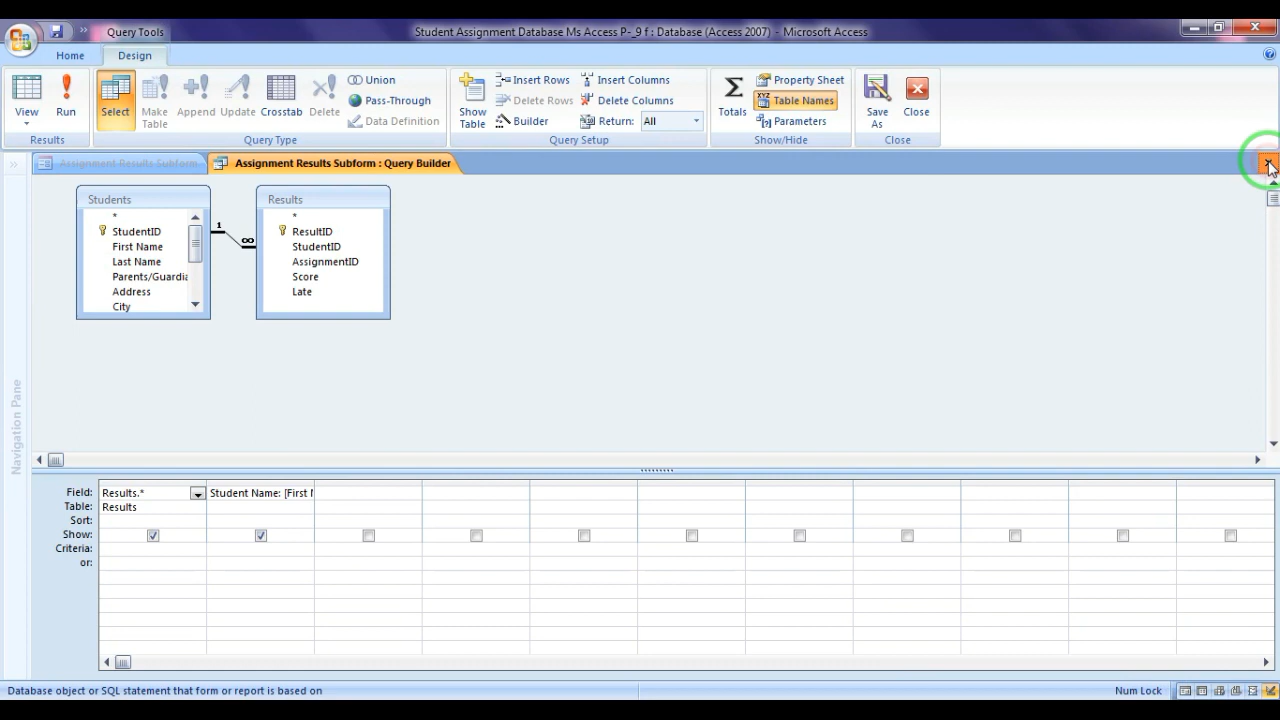 Query Tools
Student Assignment Database Ms Access P-_9 f : Database (Access 2007) - Microsoft Access
Home
Design
View
Run
Results
Select
Make Table
Append
Update
Crosstab
Delete
Union
Pass-Through
Data Definition
Query Type
Show Table
Insert Rows
Delete Rows
Builder
Insert Columns
Delete Columns
Return: All
Query Setup
Totals
Property Sheet
Table Names
Parameters
Show/Hide
Save As
Close
Close
Assignment Results Subform
Assignment Results Subform : Query Builder
Navigation Pane
Students
*
StudentID
First Name
Last Name
Parents/Guardia
Address
City
1
∞
Results
*
ResultID
StudentID
AssignmentID
Score
Late
Field: Results.* Student Name: [First
Table: Results
Sort:
Show:
Criteria:
or:
Database object or SQL statement that form or report is based on
Num Lock